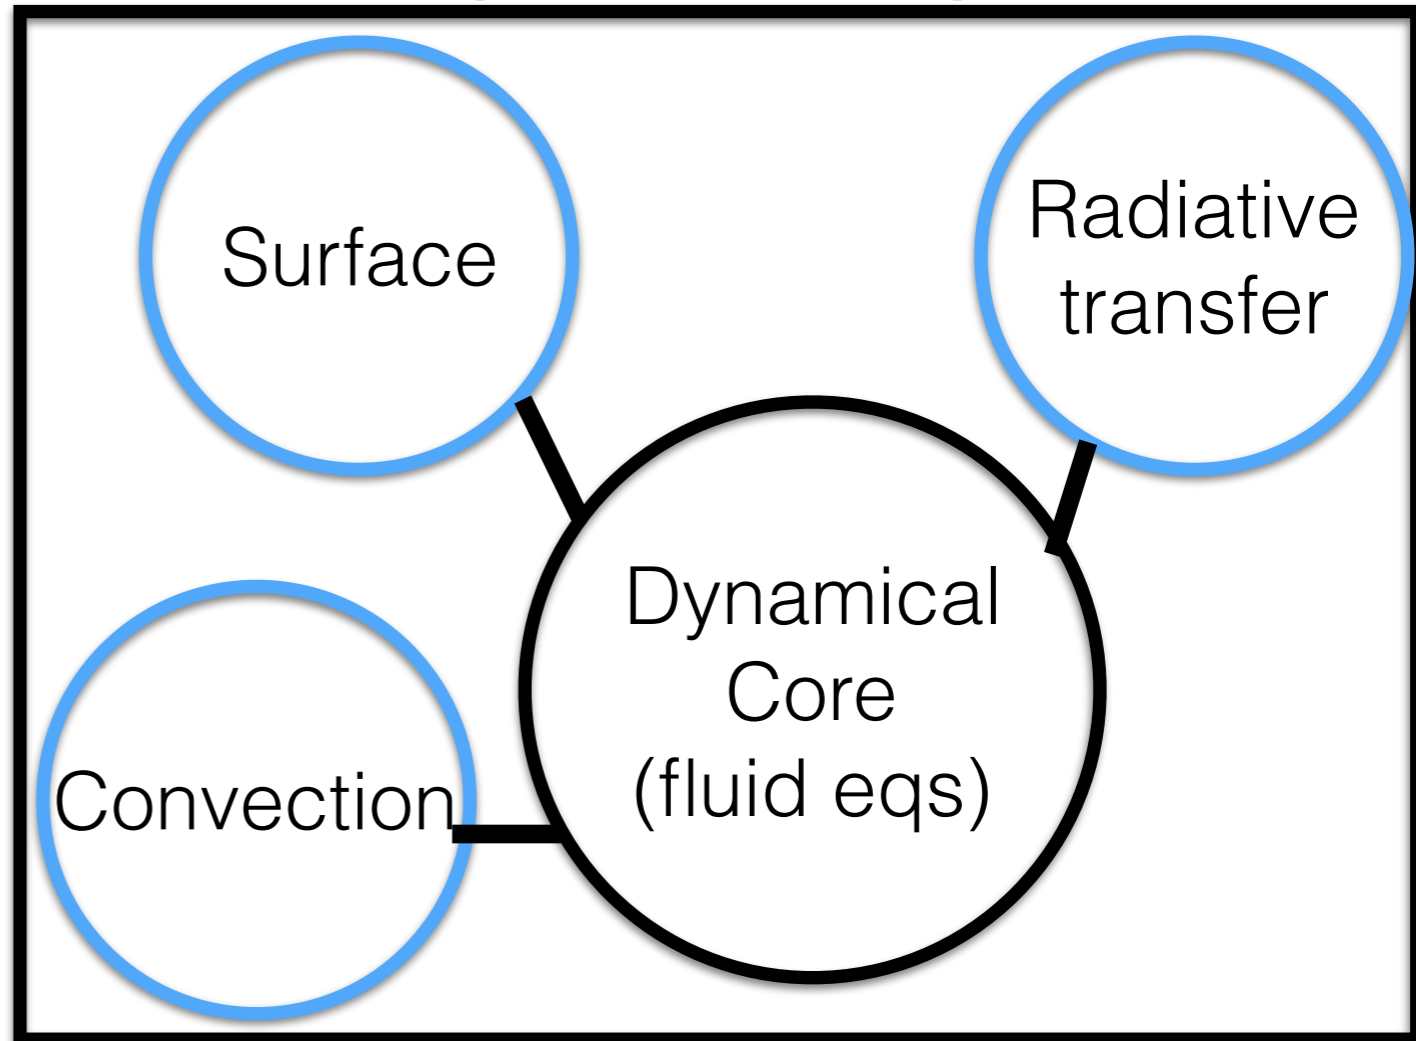 Surface
Radiative
transfer
Dynamical
Core
(fluid eqs)
Convection